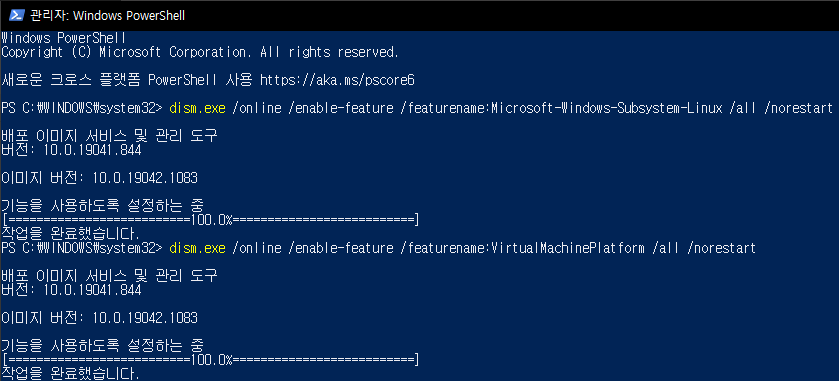 관리자: Windows PowerShell
Windows PowerShell
Copyright (C) Microsoft Corporation. All rights reserved.
새로운 크로스 플랫폼 PowerShell 사용 https://aka.ms/pscore6
PS C:₩WINDOWS₩system32> dism.exe /online /enable-feature /featurename:Microsoft-Windows-Subsystem-Linux /all /norestart
배포 이미지 서비스 및 관리 도구
버전: 10.0.19041.844
이미지 버전: 10.0.19042.1083
기능을 사용하도록 설정하는 중
[==========================100.0%==========================]
작업을 완료했습니다.
PS C:₩WINDOWS₩system32> dism.exe /online /enable-feature /featurename:VirtualMachinePlatform /all /norestart
배포 이미지 서비스 및 관리 도구
버전: 10.0.19041.844
이미지 버전: 10.0.19042.1083
기능을 사용하도록 설정하는 중
[==========================100.0%==========================]
작업을 완료했습니다.